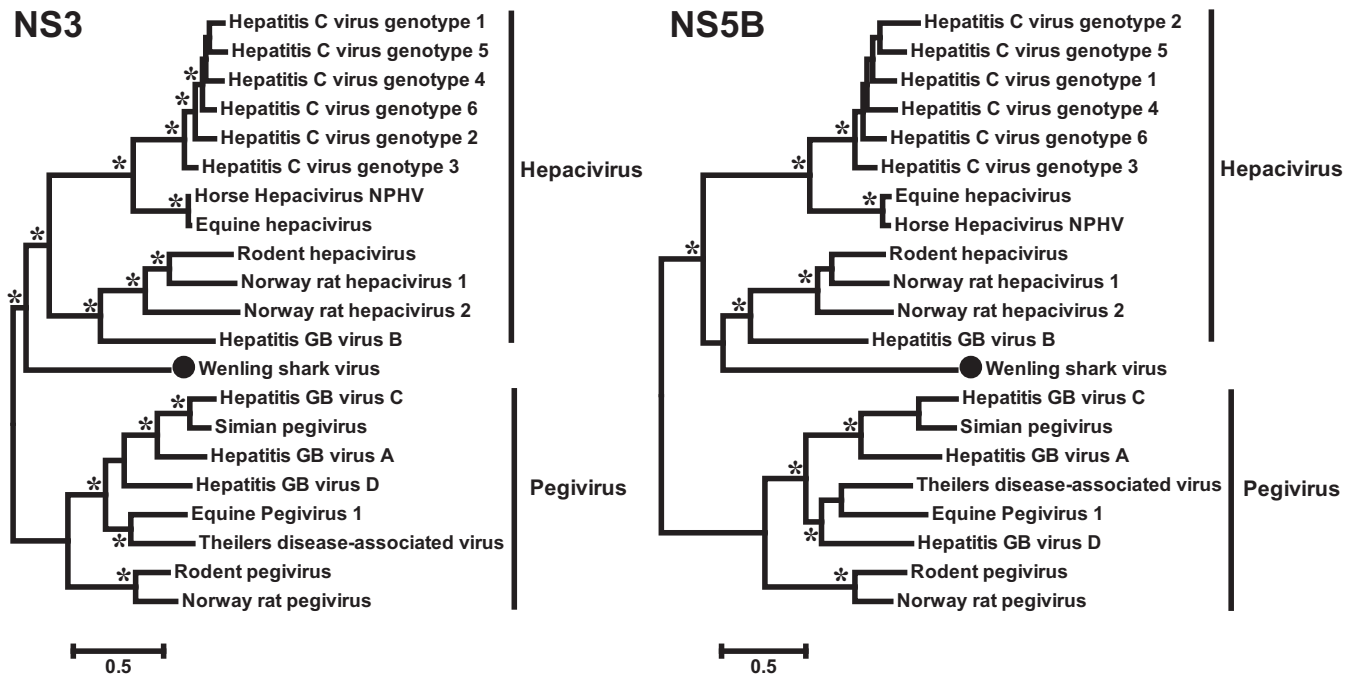 NS3
Hepatitis C virus genotype 1
Hepatitis C virus genotype 5
Hepatitis C virus genotype 4
Hepatitis C virus genotype 6
Hepatitis C virus genotype 2
Hepatitis C virus genotype 3
Horse Hepacivirus NPHV
Equine hepacivirus
Rodent hepacivirus
Norway rat hepacivirus 1
Norway rat hepacivirus 2
Hepatitis GB virus B
Wenling shark virus
Hepatitis GB virus C
Simian pegivirus
Hepatitis GB virus A
Hepatitis GB virus D
Equine Pegivirus 1
Theilers disease-associated virus
Rodent pegivirus
Norway rat pegivirus
Hepacivirus
Pegivirus
0.5
NS5B
Hepatitis C virus genotype 2
Hepatitis C virus genotype 5
Hepatitis C virus genotype 1
Hepatitis C virus genotype 4
Hepatitis C virus genotype 6
Hepatitis C virus genotype 3
Equine hepacivirus
Horse Hepacivirus NPHV
Rodent hepacivirus
Norway rat hepacivirus 1
Norway rat hepacivirus 2
Hepatitis GB virus B
Wenling shark virus
Hepatitis GB virus C
Simian pegivirus
Hepatitis GB virus A
Theilers disease-associated virus
Equine Pegivirus 1
Hepatitis GB virus D
Rodent pegivirus
Norway rat pegivirus
Hepacivirus
Pegivirus
0.5